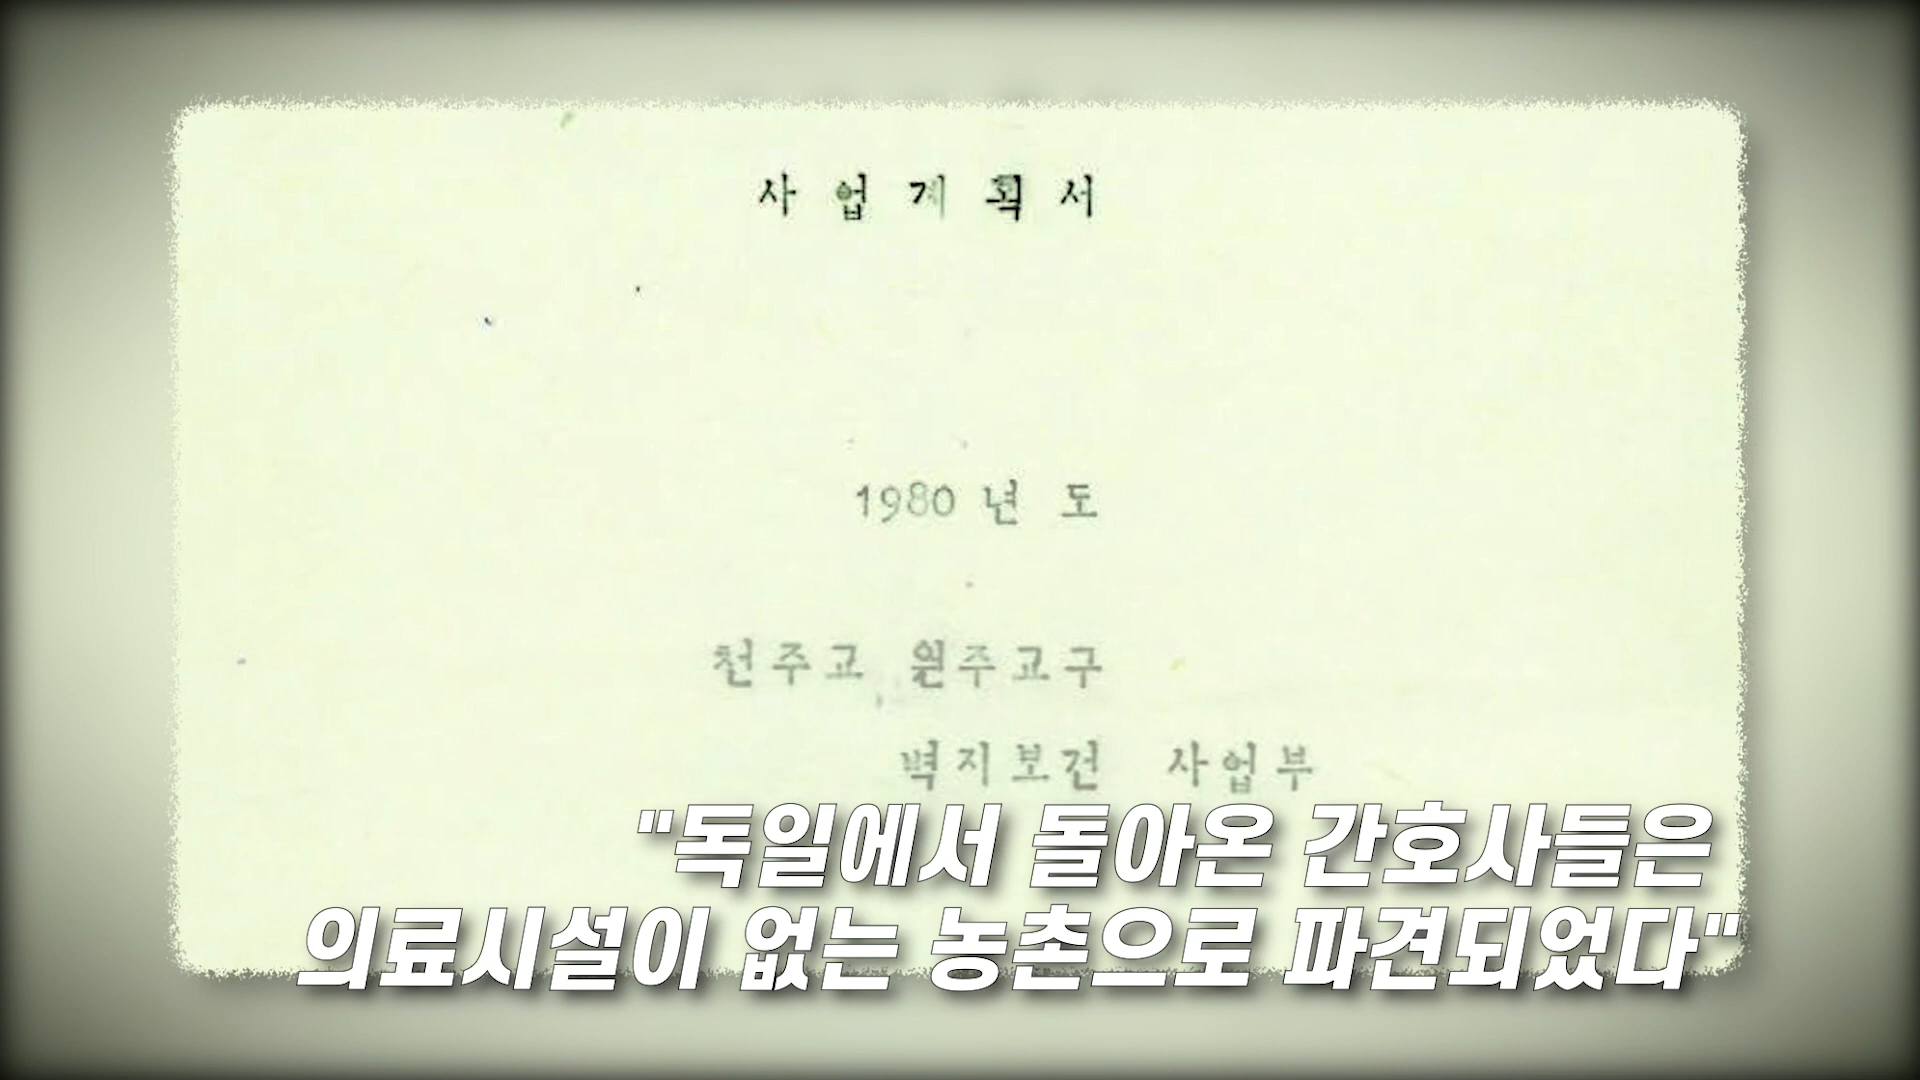 사업계획서
1980 년 도
천주교 원주교구
벽지보건 사업부
"독일에서 돌아온 간호사들은
의료시설이 없는 농촌으로 파견되었다"